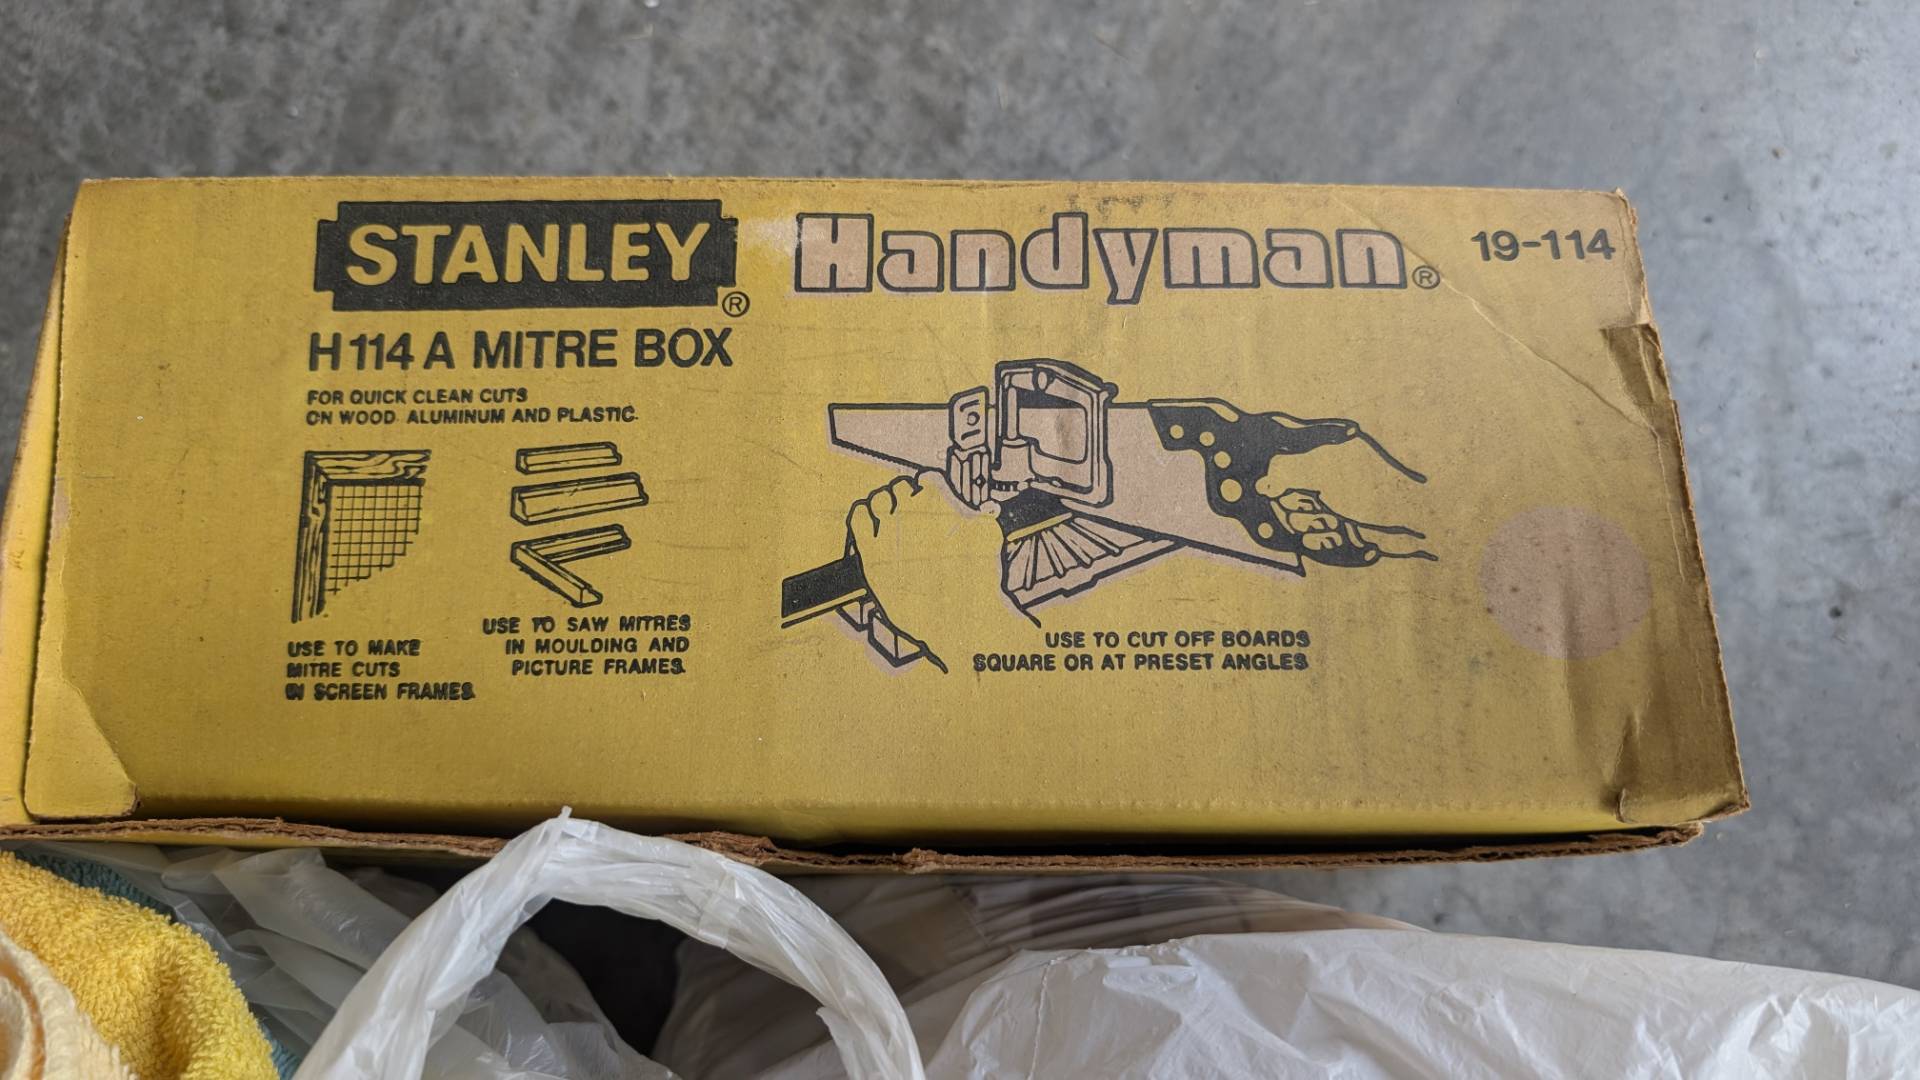 STANLEY®
Handyman®
19-114
H114A MITRE BOX
FOR QUICK CLEAN CUTS
ON WOOD ALUMINUM AND PLASTIC.
USE TO MAKE
MITRE CUTS
IN SCREEN FRAMES
USE TO SAW MITRES
IN MOULDING AND
PICTURE FRAMES.
USE TO CUT OFF BOARDS
SQUARE OR AT PRESET ANGLES